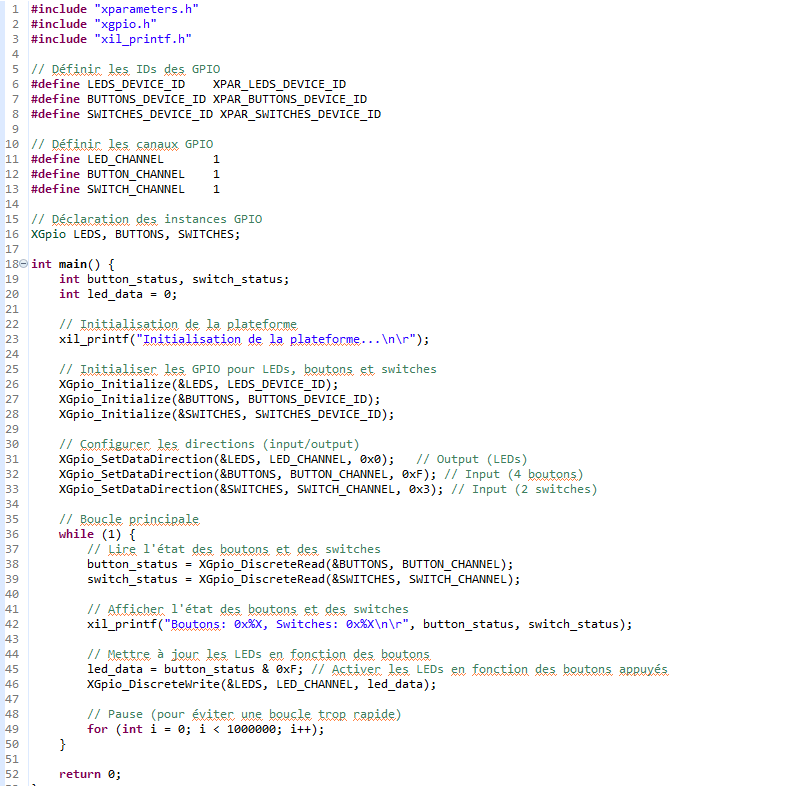 1 #include "xparameters.h"
2 #include "xgpio.h"
3 #include "xil_printf.h"
4
5 // Définir les IDs des GPIO
6 #define LEDS_DEVICE_ID    XPAR_LEDS_DEVICE_ID
7 #define BUTTONS_DEVICE_ID XPAR_BUTTONS_DEVICE_ID
8 #define SWITCHES_DEVICE_ID XPAR_SWITCHES_DEVICE_ID
9
10 // Définir les canaux GPIO
11 #define LED_CHANNEL       1
12 #define BUTTON_CHANNEL    1
13 #define SWITCH_CHANNEL    1
14
15 // Déclaration des instances GPIO
16 XGpio LEDS, BUTTONS, SWITCHES;
17
18 int main() {
19     int button_status, switch_status;
20     int led_data = 0;
21
22     // Initialisation de la plateforme
23     xil_printf("Initialisation de la plateforme...\n\r");
24
25     // Initialiser les GPIO pour LEDs, boutons et switches
26     XGpio_Initialize(&LEDS, LEDS_DEVICE_ID);
27     XGpio_Initialize(&BUTTONS, BUTTONS_DEVICE_ID);
28     XGpio_Initialize(&SWITCHES, SWITCHES_DEVICE_ID);
29
30     // Configurer les directions (input/output)
31     XGpio_SetDataDirection(&LEDS, LED_CHANNEL, 0x0);   // Output (LEDs)
32     XGpio_SetDataDirection(&BUTTONS, BUTTON_CHANNEL, 0xF); // Input (4 boutons)
33     XGpio_SetDataDirection(&SWITCHES, SWITCH_CHANNEL, 0x3); // Input (2 switches)
34
35     // Boucle principale
36     while (1) {
37         // Lire l'état des boutons et des switches
38         button_status = XGpio_DiscreteRead(&BUTTONS, BUTTON_CHANNEL);
39         switch_status = XGpio_DiscreteRead(&SWITCHES, SWITCH_CHANNEL);
40
41         // Afficher l'état des boutons et des switches
42         xil_printf("Boutons: 0x%X, Switches: 0x%X\n\r", button_status, switch_status);
43
44         // Mettre à jour les LEDs en fonction des boutons
45         led_data = button_status & 0xF; // Activer les LEDs en fonction des boutons appuyés
46         XGpio_DiscreteWrite(&LEDS, LED_CHANNEL, led_data);
47
48         // Pause (pour éviter une boucle trop rapide)
49         for (int i = 0; i < 1000000; i++);
50     }
51
52     return 0;